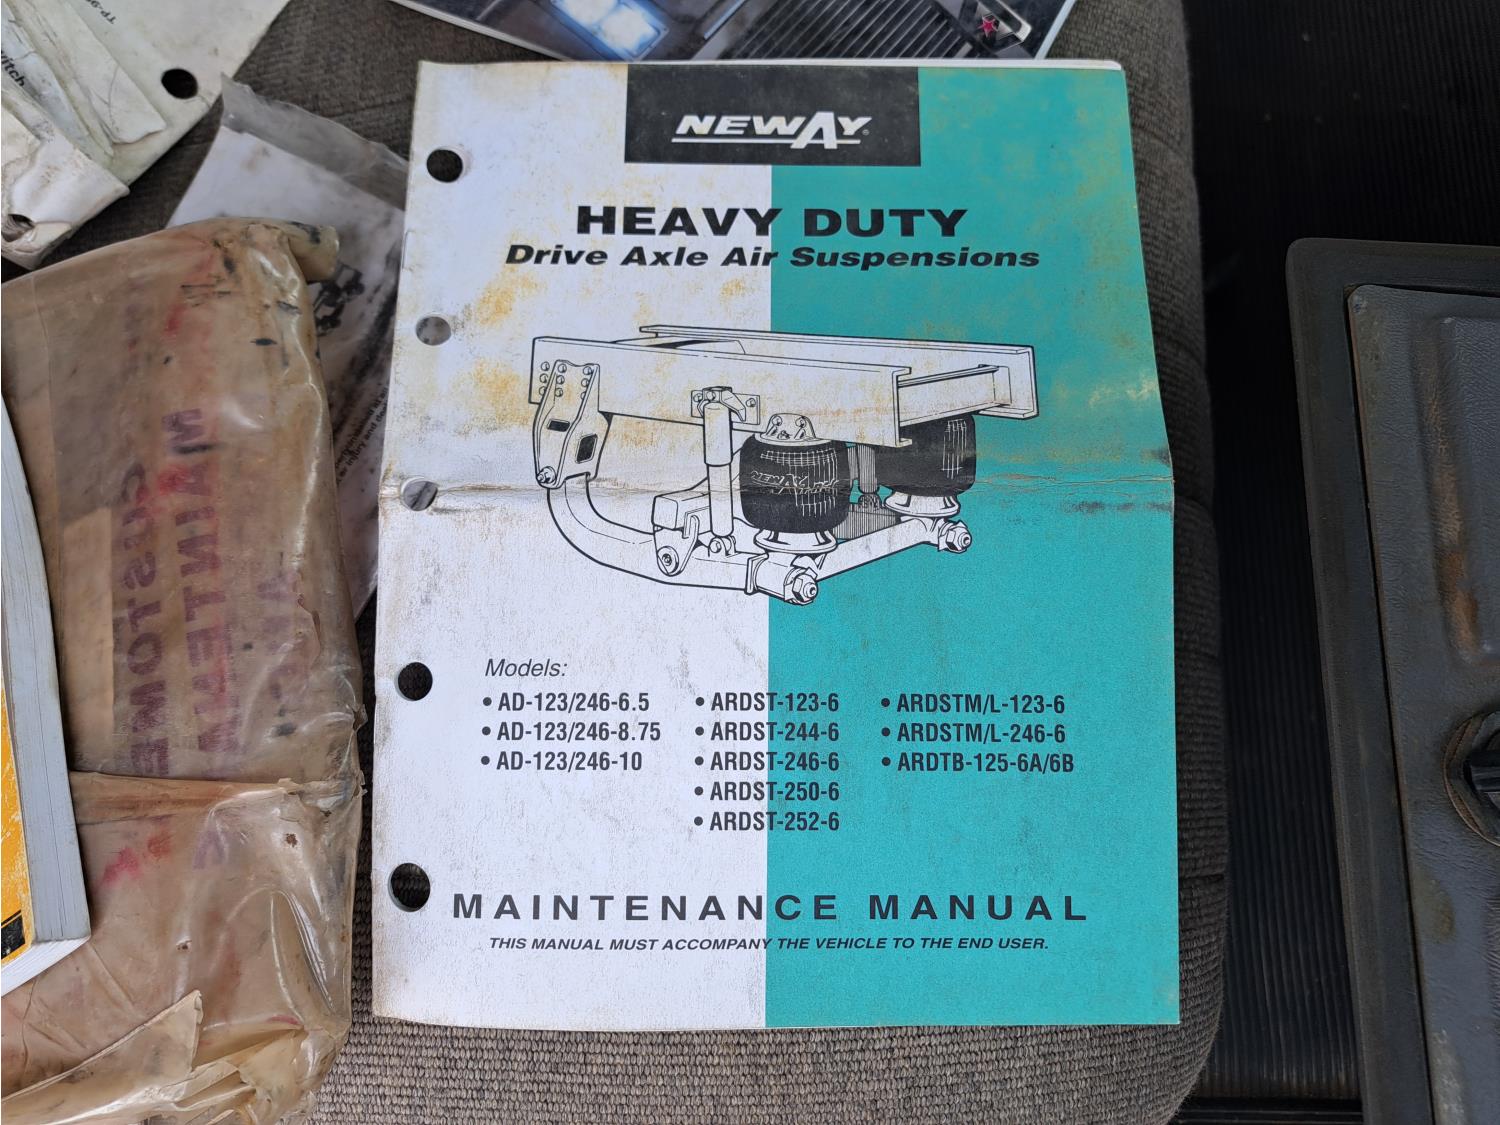 NEWAY
HEAVY DUTY
Drive Axle Air Suspensions
Models:
• AD-123/246-6.5
• AD-123/246-8.75
• AD-123/246-10
• ARDST-123-6
• ARDST-244-6
• ARDST-246-6
• ARDST-250-6
• ARDST-252-6
• ARDSTM/L-123-6
• ARDSTM/L-246-6
• ARDTB-125-6A/6B
MAINTENANCE MANUAL
THIS MANUAL MUST ACCOMPANY THE VEHICLE TO THE END USER.